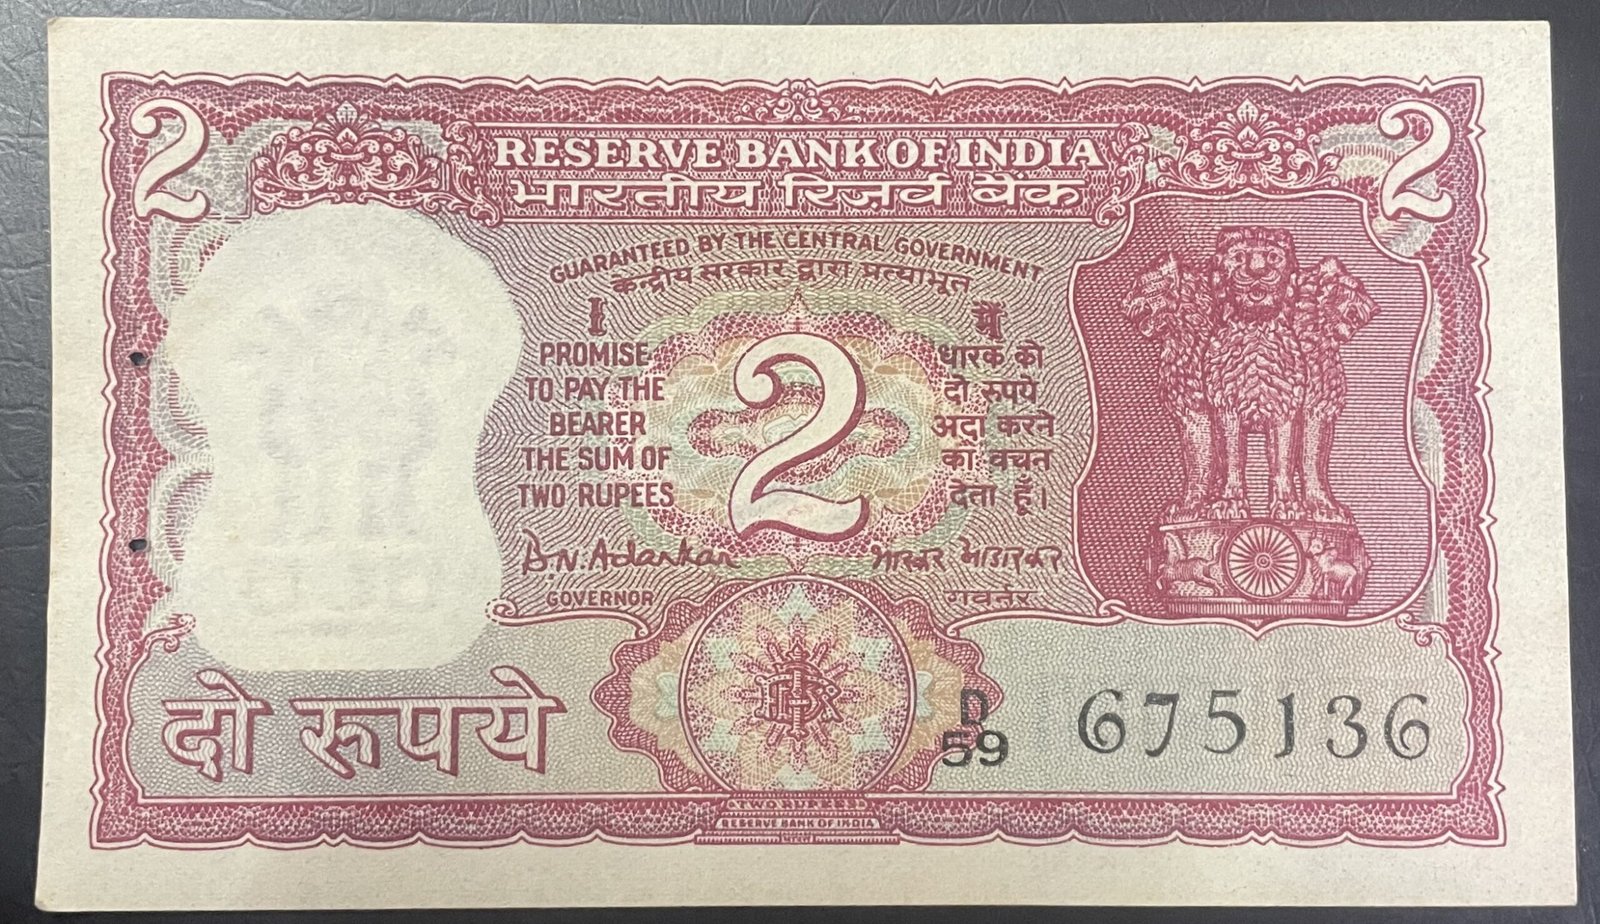 2 2
RESERVE BANK OF INDIA
भारतीय रिज़र्व बैंक
GUARANTEED BY THE CENTRAL GOVERNMENT
केन्द्रीय सरकार द्वारा प्रत्याभूत
I
PROMISE
TO PAY THE
BEARER
THE SUM OF
TWO RUPEES
B.N. Adarkar
GOVERNOR
2
मैं
धारक को
दो रुपये
अदा करने
का वचन
देता हूँ।
भास्कर आडारकर
गवर्नर
दो रुपये
D
59
675136
TWO RUPEES
RESERVE BANK OF INDIA